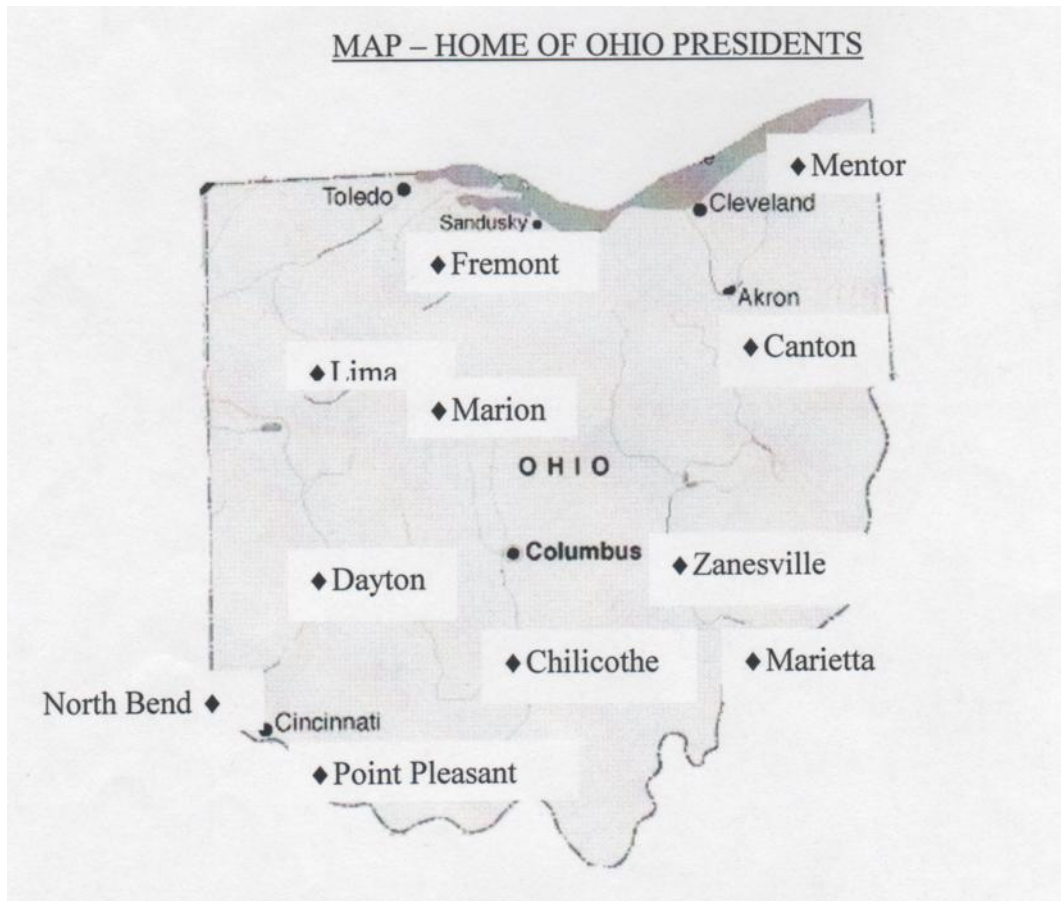 MAP – HOME OF OHIO PRESIDENTS
♦ Mentor
Toledo
Cleveland
Sandusky
♦ Fremont
Akron
♦ Canton
♦ Lima
♦ Marion
OHIO
Columbus
♦ Zanesville
♦ Dayton
♦ Chilicothe
♦ Marietta
North Bend ♦
Cincinnati
♦ Point Pleasant